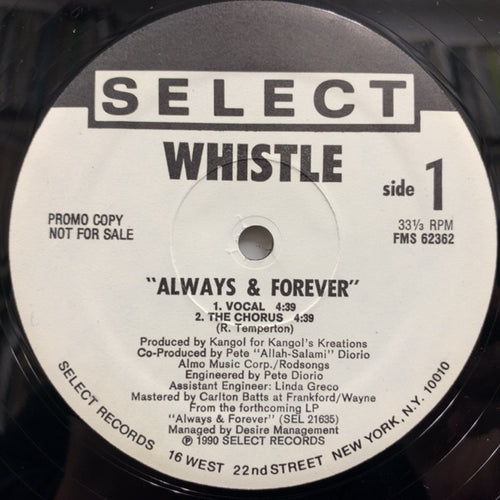 SELECT
WHISTLE
side 1
PROMO COPY
NOT FOR SALE
33⅓ RPM
FMS 62362
"ALWAYS & FOREVER"
1. VOCAL 4:39
2. THE CHORUS 4:39
(R. Temperton)
Produced by Kangol for Kangol's Kreations
Co-Produced by Pete "Allah-Salami" Diorio
Almo Music Corp./Rodsongs
Engineered by Pete Diorio
Assistant Engineer: Linda Greco
Mastered by Carlton Batts at Frankford/Wayne
From the forthcoming LP
"Always & Forever" (SEL 21635)
Managed by Desire Management
℗ 1990 SELECT RECORDS
SELECT RECORDS 16 WEST 22nd STREET NEW YORK, N.Y. 10010